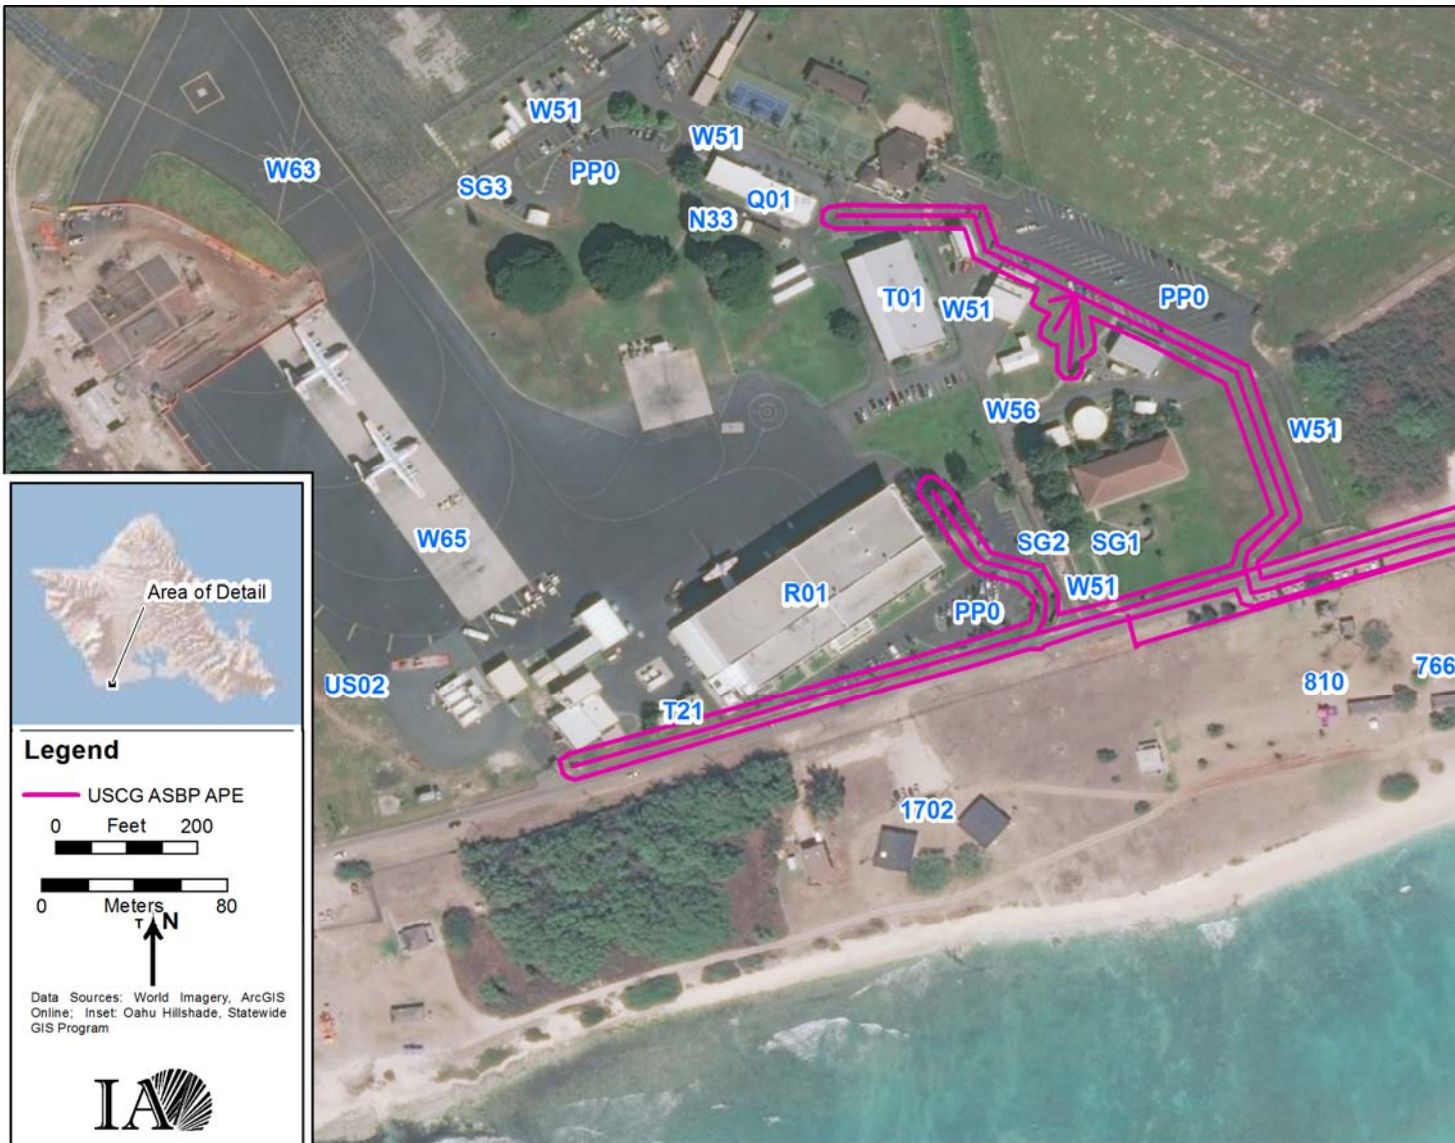 W51
W51
W63
PP0
SG3
Q01
N33
T01
W51
PP0
W56
W51
W65
SG2
SG1
W51
R01
PP0
US02
T21
810
766
1702
Area of Detail
Legend
USCG ASBP APE
0 Feet 200
0 Meters 80
T N
Data Sources: World Imagery, ArcGIS
Online; Inset: Oahu Hillshade, Statewide
GIS Program
IA